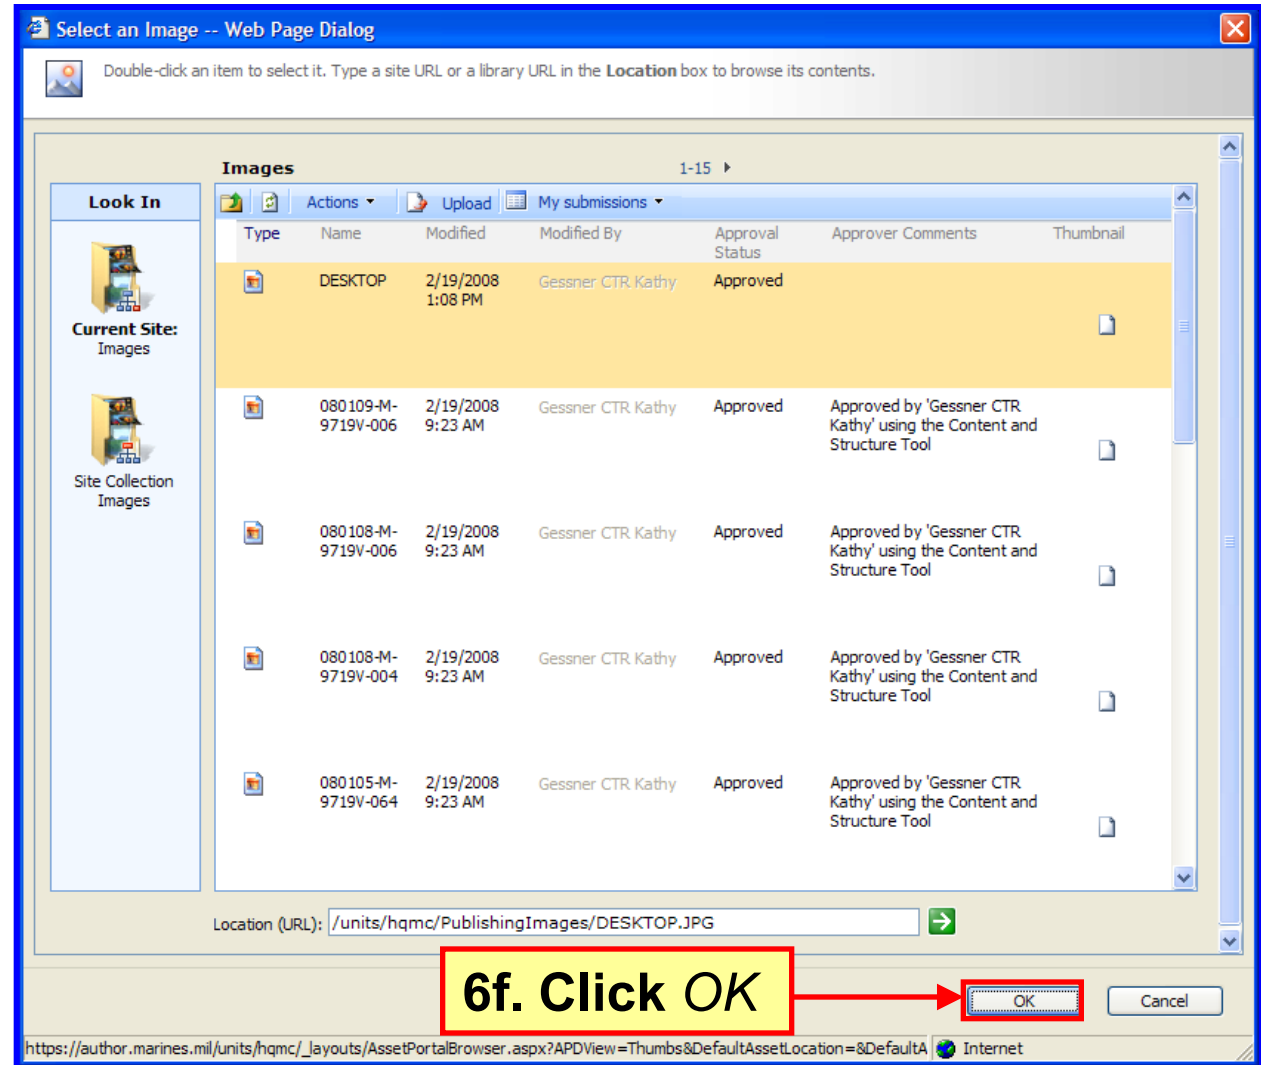 Select an Image -- Web Page Dialog
Double-click an item to select it. Type a site URL or a library URL in the Location box to browse its contents.
Images 1-15
Look In
Actions Upload My submissions
Type Name Modified Modified By Approval Status Approver Comments Thumbnail
Current Site:
Images
Site Collection
Images
DESKTOP 2/19/2008 Gessner CTR Kathy Approved
1:08 PM
080109-M- 2/19/2008 Gessner CTR Kathy Approved Approved by 'Gessner CTR
9719V-006 9:23 AM Kathy' using the Content and
Structure Tool
080108-M- 2/19/2008 Gessner CTR Kathy Approved Approved by 'Gessner CTR
9719V-006 9:23 AM Kathy' using the Content and
Structure Tool
080108-M- 2/19/2008 Gessner CTR Kathy Approved Approved by 'Gessner CTR
9719V-004 9:23 AM Kathy' using the Content and
Structure Tool
080105-M- 2/19/2008 Gessner CTR Kathy Approved Approved by 'Gessner CTR
9719V-064 9:23 AM Kathy' using the Content and
Structure Tool
Location (URL): /units/hqmc/PublishingImages/DESKTOP.JPG
6f. Click OK
OK Cancel
https://author.marines.mil/units/hqmc/_layouts/AssetPortalBrowser.aspx?APDView=Thumbs&DefaultAssetLocation=&DefaultA Internet